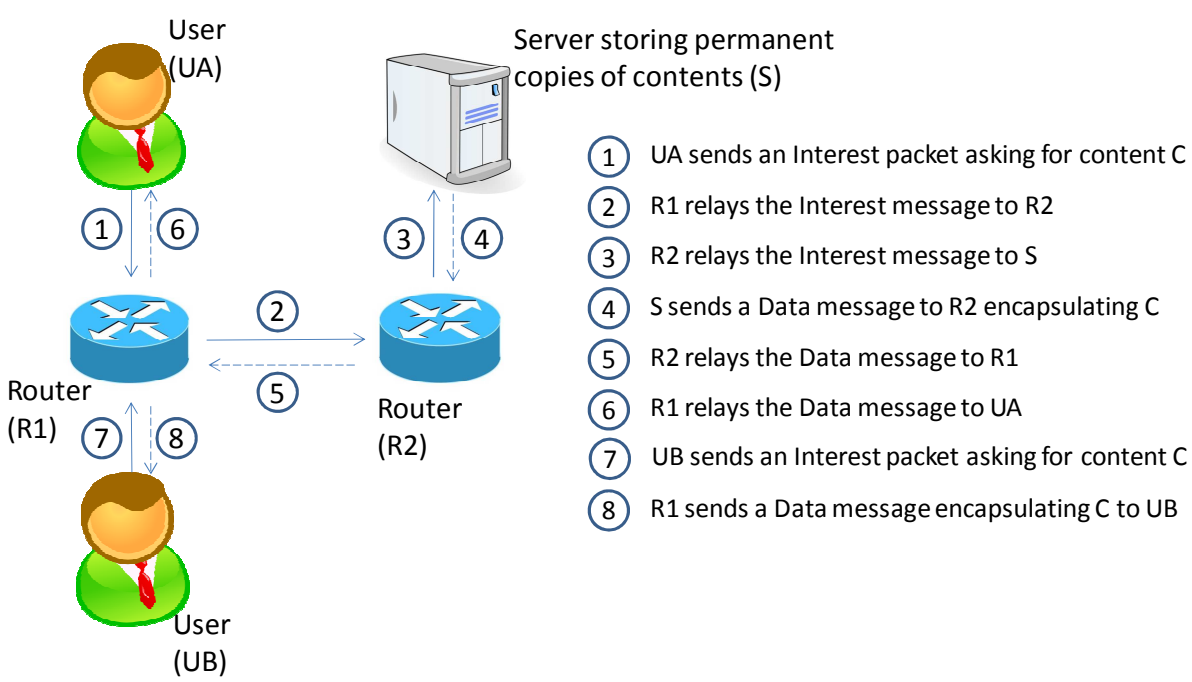 User
(UA)
Server storing permanent
copies of contents (S)
1
6
3
4
2
5
Router
(R1)
Router
(R2)
7
8
User
(UB)
1 UA sends an Interest packet asking for content C
2 R1 relays the Interest message to R2
3 R2 relays the Interest message to S
4 S sends a Data message to R2 encapsulating C
5 R2 relays the Data message to R1
6 R1 relays the Data message to UA
7 UB sends an Interest packet asking for content C
8 R1 sends a Data message encapsulating C to UB